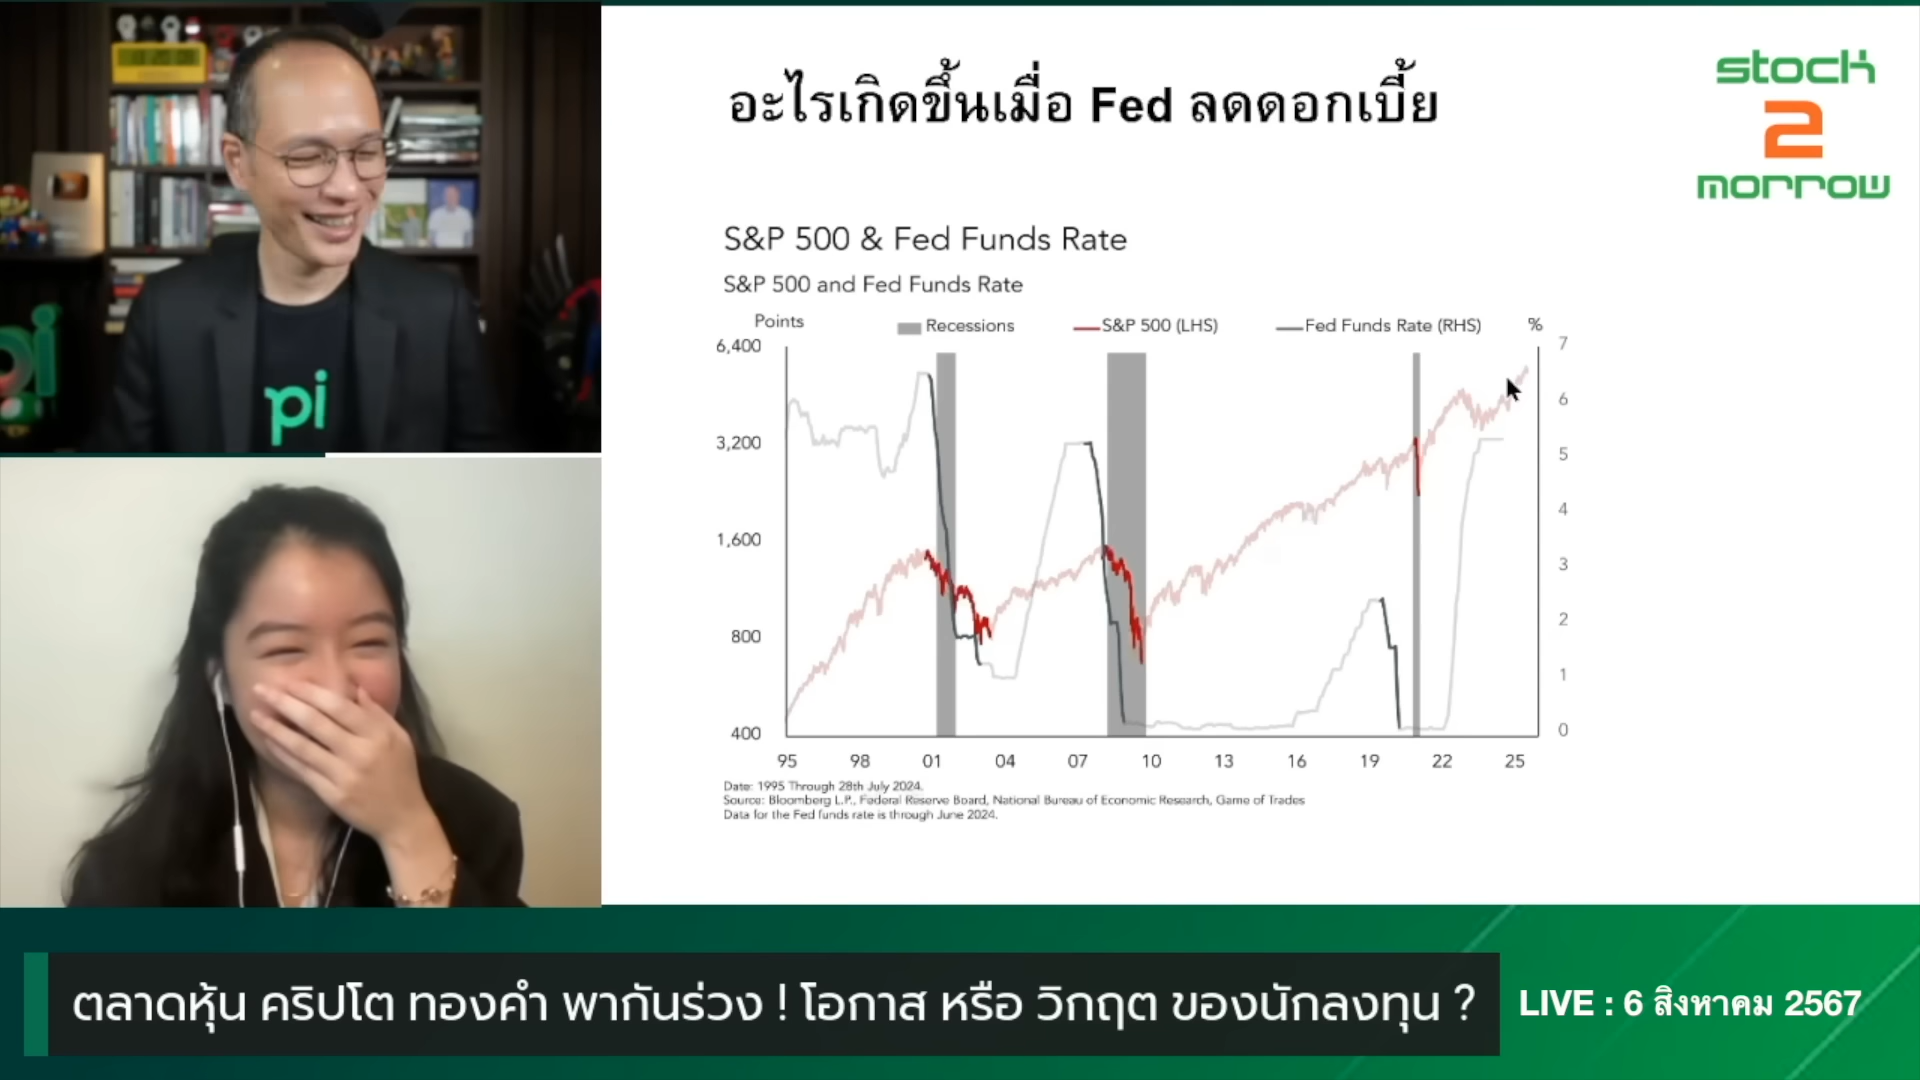 อะไรเกิดขึ้นเมื่อ Fed ลดดอกเบี้ย
stock
2
morrow
S&P 500 & Fed Funds Rate
S&P 500 and Fed Funds Rate
Points
Recessions
S&P 500 (LHS)
Fed Funds Rate (RHS)
%
6,400
3,200
1,600
800
400
7
6
5
4
3
2
1
0
95 98 01 04 07 10 13 16 19 22 25
Date: 1995 Through 28th July 2024.
Source: Bloomberg L.P., Federal Reserve Board, National Bureau of Economic Research, Game of Trades
Data for the Fed funds rate is through June 2024.
pi
pi
ตลาดหุ้น คริปโต ทองคำ พากันร่วง ! โอกาส หรือ วิกฤต ของนักลงทุน ?
LIVE : 6 สิงหาคม 2567